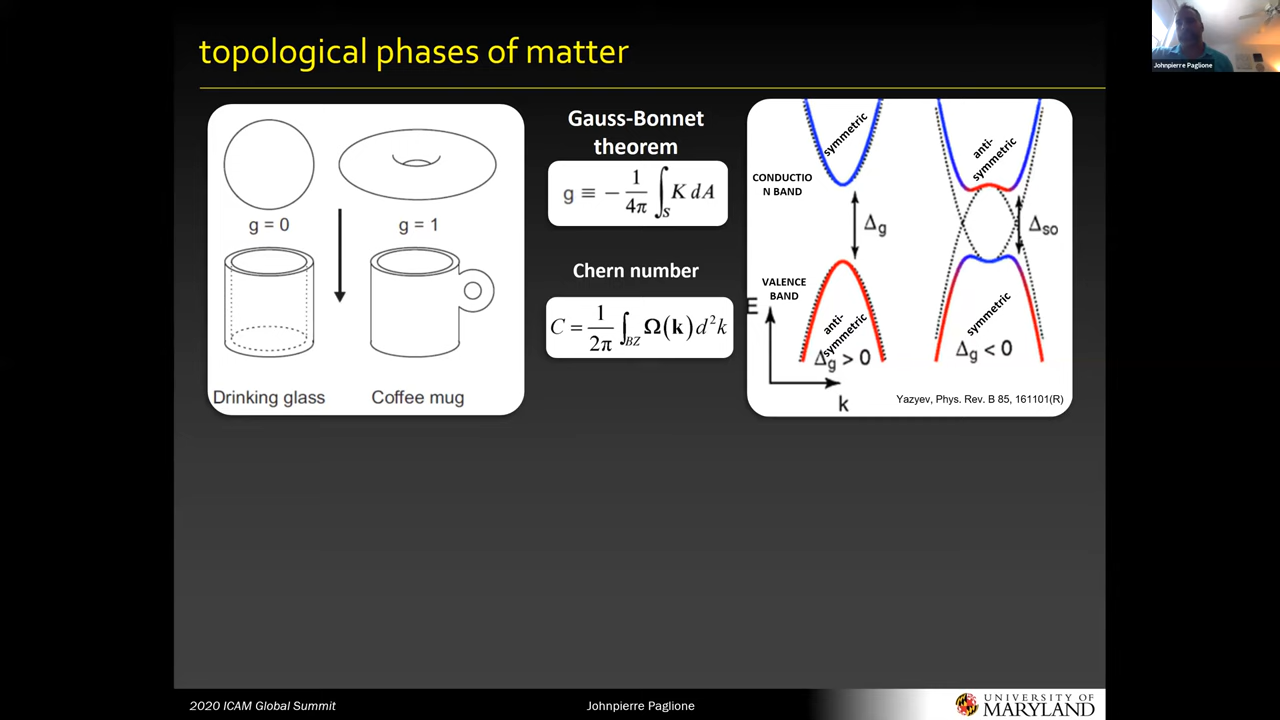 topological phases of matter
Johnpierre Paglione
g = 0
g = 1
Drinking glass
Coffee mug
Gauss-Bonnet
theorem
g ≡ − 1/4π ∫_S K dA
Chern number
C = 1/2π ∫_BZ Ω(k) d²k
symmetric
anti-
symmetric
CONDUCTIO
N BAND
Δg
Δso
VALENCE
BAND
E
anti-
symmetric
symmetric
Δg > 0
Δg < 0
k
Yazyev, Phys. Rev. B 85, 161101(R)
2020 ICAM Global Summit
Johnpierre Paglione
UNIVERSITY OF
MARYLAND